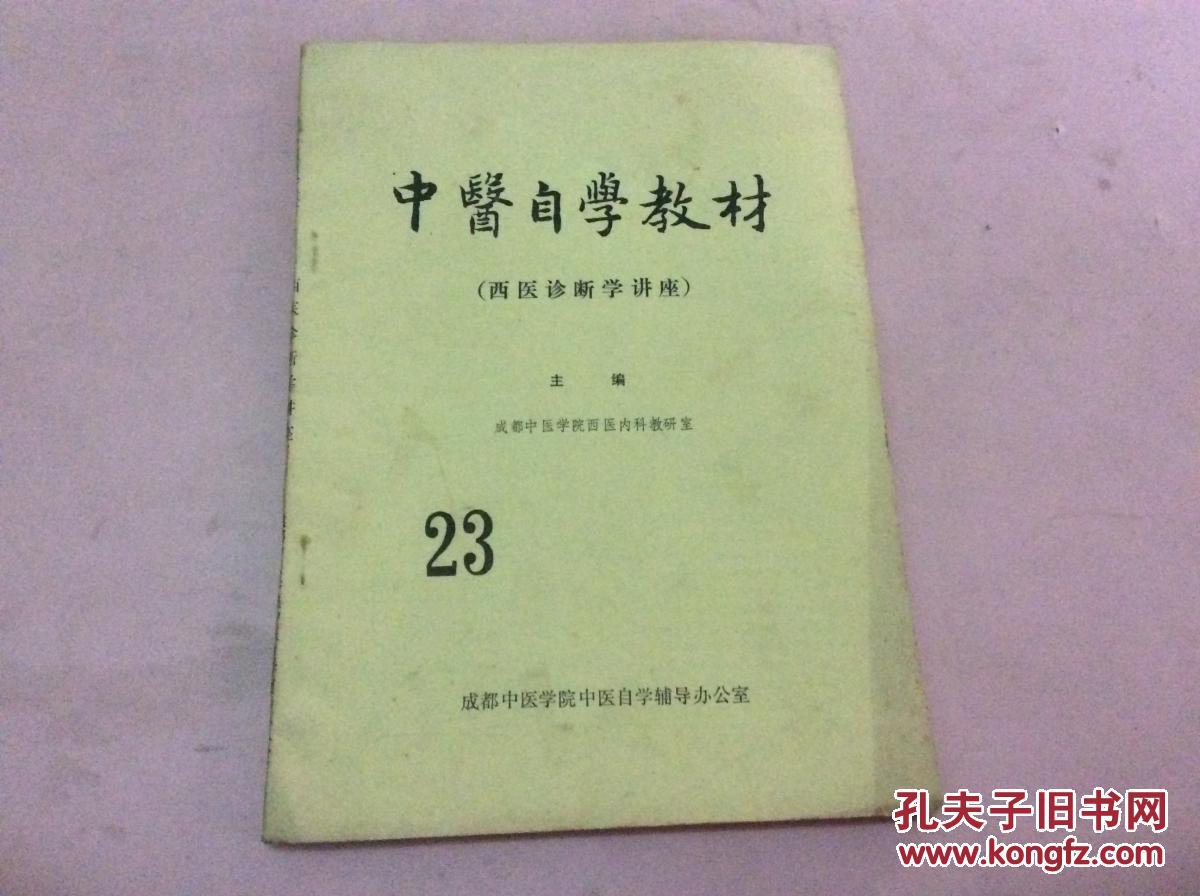 中醫自學教材
(西医诊断学讲座)
主 编
成都中医学院西医内科教研室
23
成都中医学院中医自学辅导办公室
孔夫子旧书网
www.kongfz.com